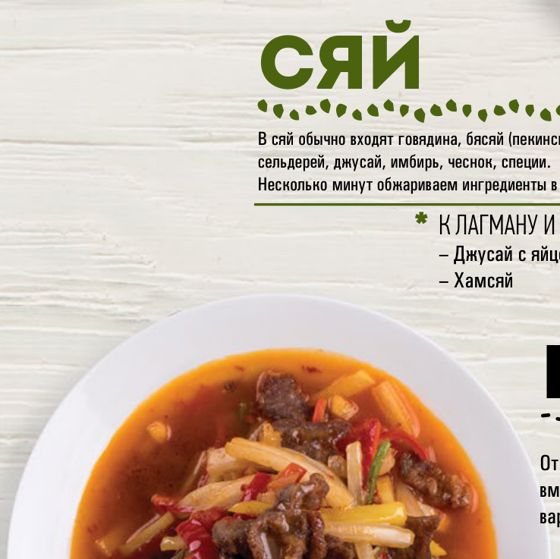 СЯЙ
В сяй обычно входят говядина, бясяй (пекинс
сельдерей, джусай, имбирь, чеснок, специи.
Несколько минут обжариваем ингредиенты в
* К ЛАГМАНУ И
– Джусай с яйц
– Хамсяй
От
вм
вар